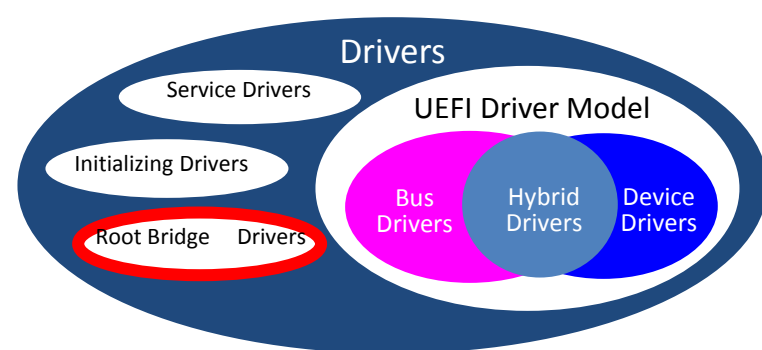 Drivers
Service Drivers
UEFI Driver Model
Initializing Drivers
Bus
Drivers
Hybrid
Drivers
Device
Drivers
Root Bridge Drivers